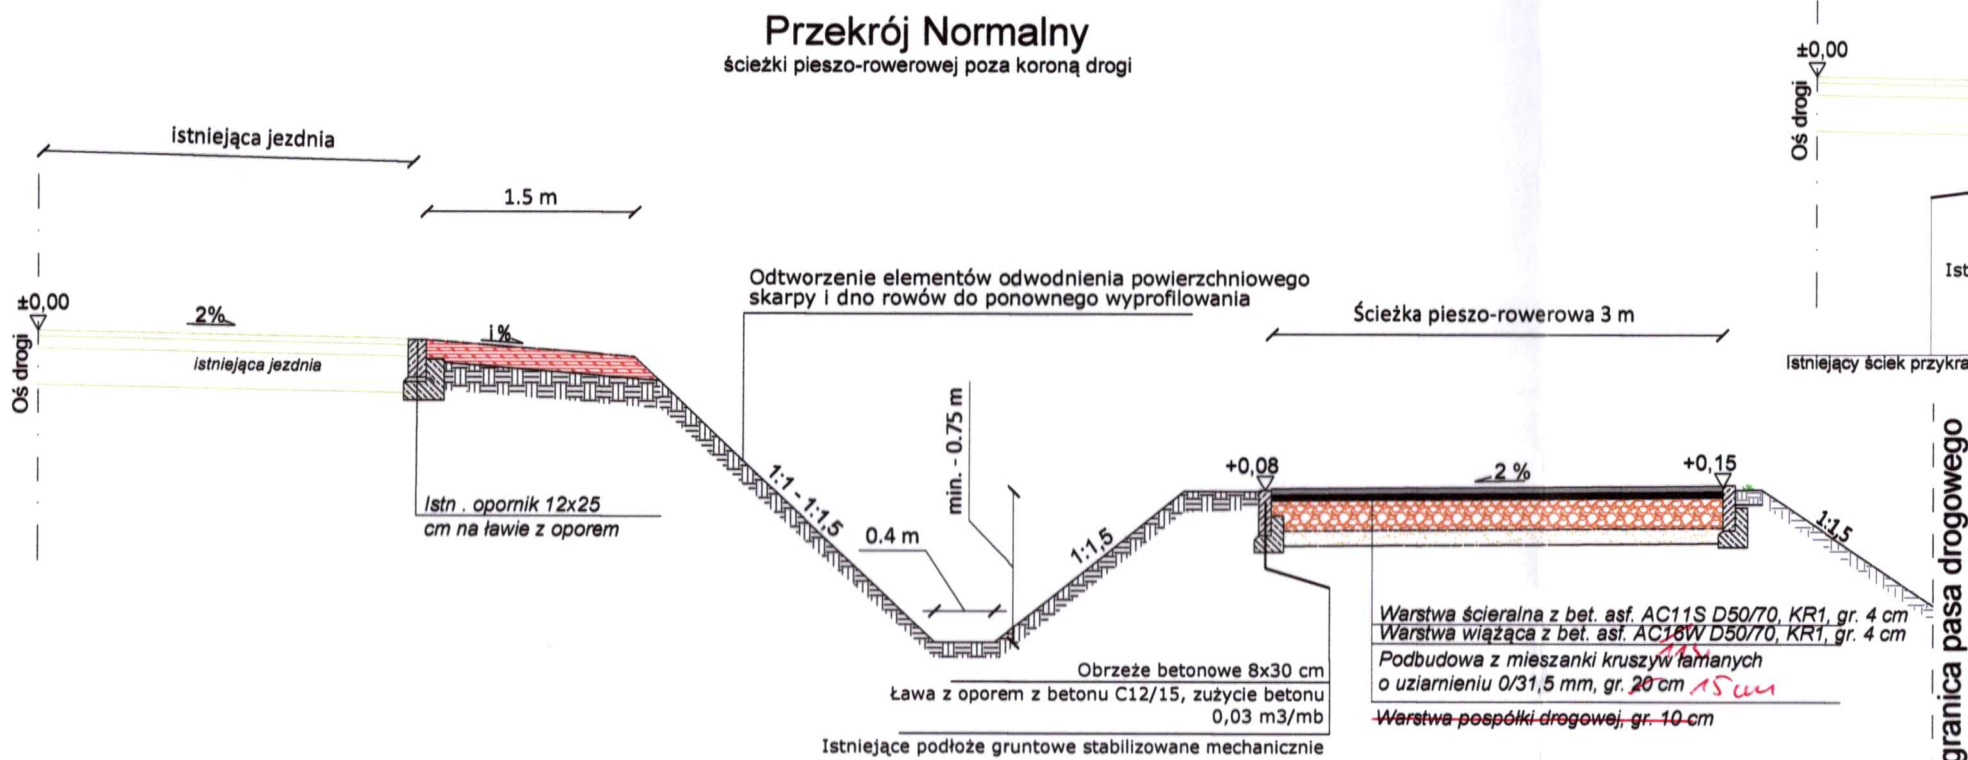 Przekrój Normalny
ścieżki pieszo-rowerowej poza koroną drogi
±0,00
Oś drogi
istniejąca jezdnia
1.5 m
Odtworzenie elementów odwodnienia powierzchniowego
skarpy i dno rowów do ponownego wyprofilowania
Ścieżka pieszo-rowerowa 3 m
Ist
±0,00
2%
i%
istniejąca jezdnia
Oś drogi
Istniejący ściek przykra
min. - 0.75 m
granica pasa drogowego
+0,08
2 %
+0,15
1:1 - 1:1,5
Istn . opornik 12x25
cm na ławie z oporem
0.4 m
1:1,5
1:1,5
Warstwa ścieralna z bet. asf. AC11S D50/70, KR1, gr. 4 cm
Warstwa wiążąca z bet. asf. AC16W D50/70, KR1, gr. 4 cm
Podbudowa z mieszanki kruszyw łamanych
o uziarnieniu 0/31,5 mm, gr. 20 cm 15 cm
Warstwa pospółki drogowej, gr. 10 cm
Obrzeże betonowe 8x30 cm
Ława z oporem z betonu C12/15, zużycie betonu
0,03 m3/mb
Istniejące podłoże gruntowe stabilizowane mechanicznie